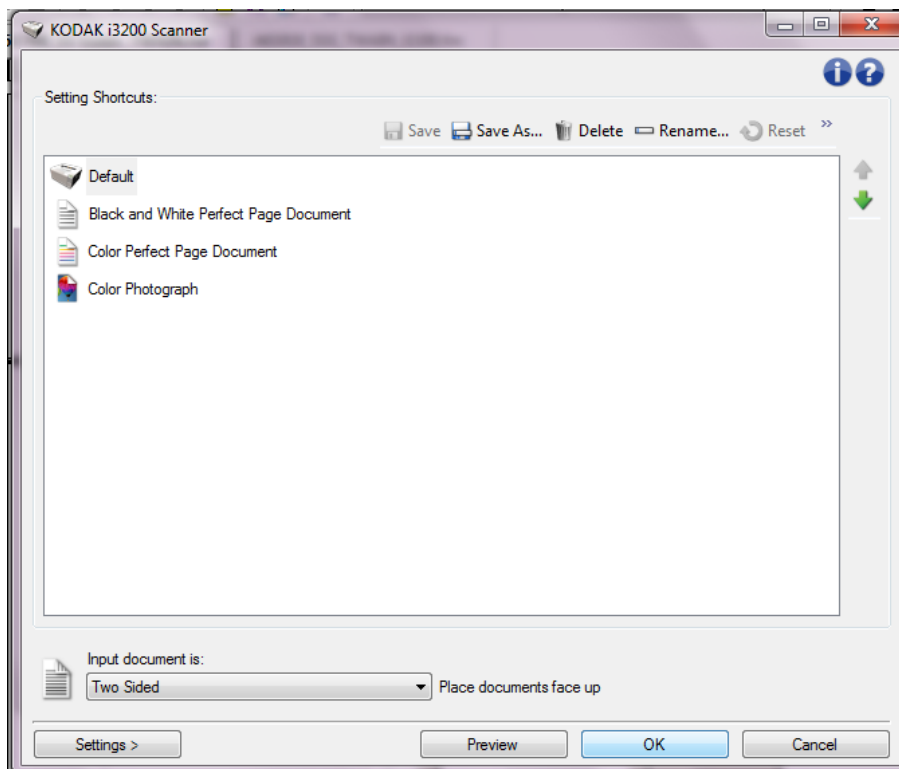 KODAK i3200 Scanner
Setting Shortcuts:
Save Save As... Delete Rename... Reset »
Default
Black and White Perfect Page Document
Color Perfect Page Document
Color Photograph
Input document is:
Two Sided Place documents face up
Settings > Preview OK Cancel